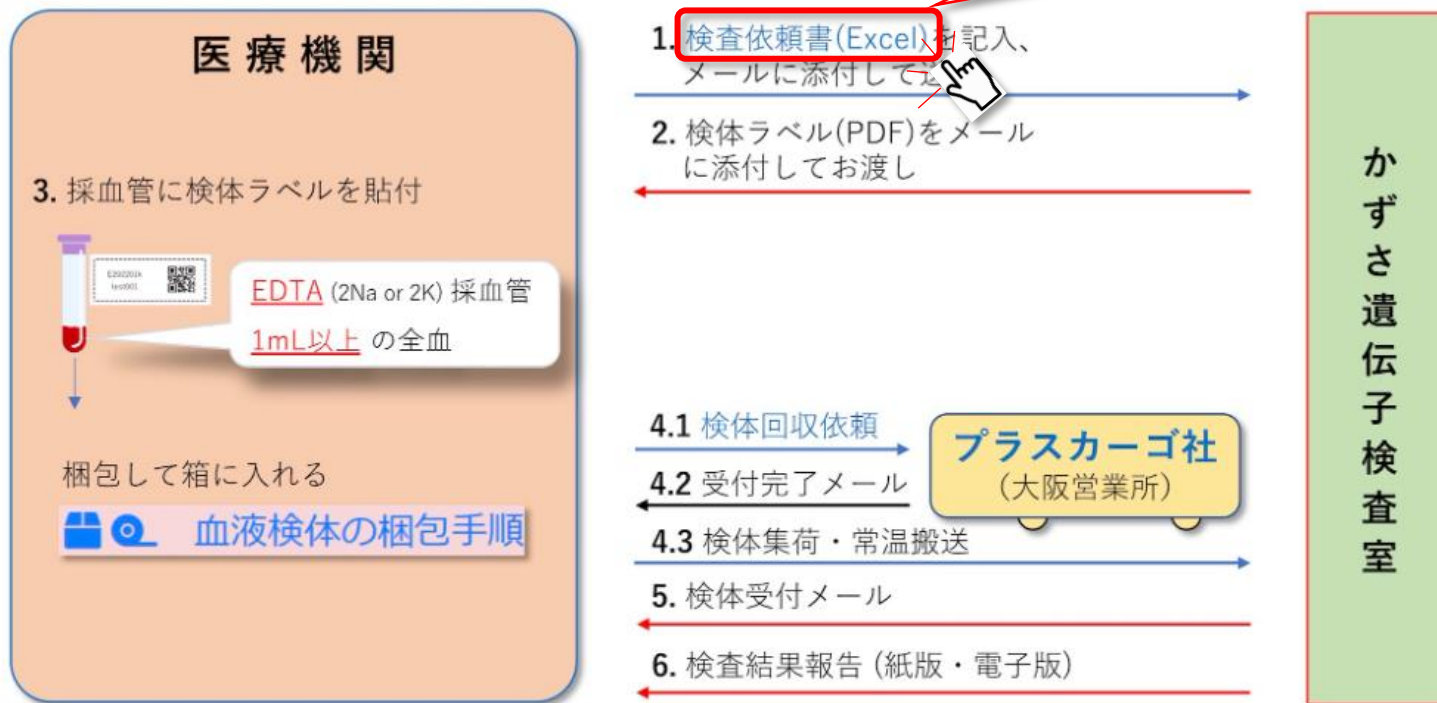 医療機関
3. 採血管に検体ラベルを貼付
test001
EDTA (2Na or 2K) 採血管
1mL以上 の全血
梱包して箱に入れる
血液検体の梱包手順
1. 検査依頼書(Excel)を記入、
メールに添付して
2. 検体ラベル(PDF)をメール
に添付してお渡し
4.1 検体回収依頼
4.2 受付完了メール
プラスカーゴ社
(大阪営業所)
4.3 検体集荷・常温搬送
5. 検体受付メール
6. 検査結果報告 (紙版・電子版)
かずさ遺伝子検査室